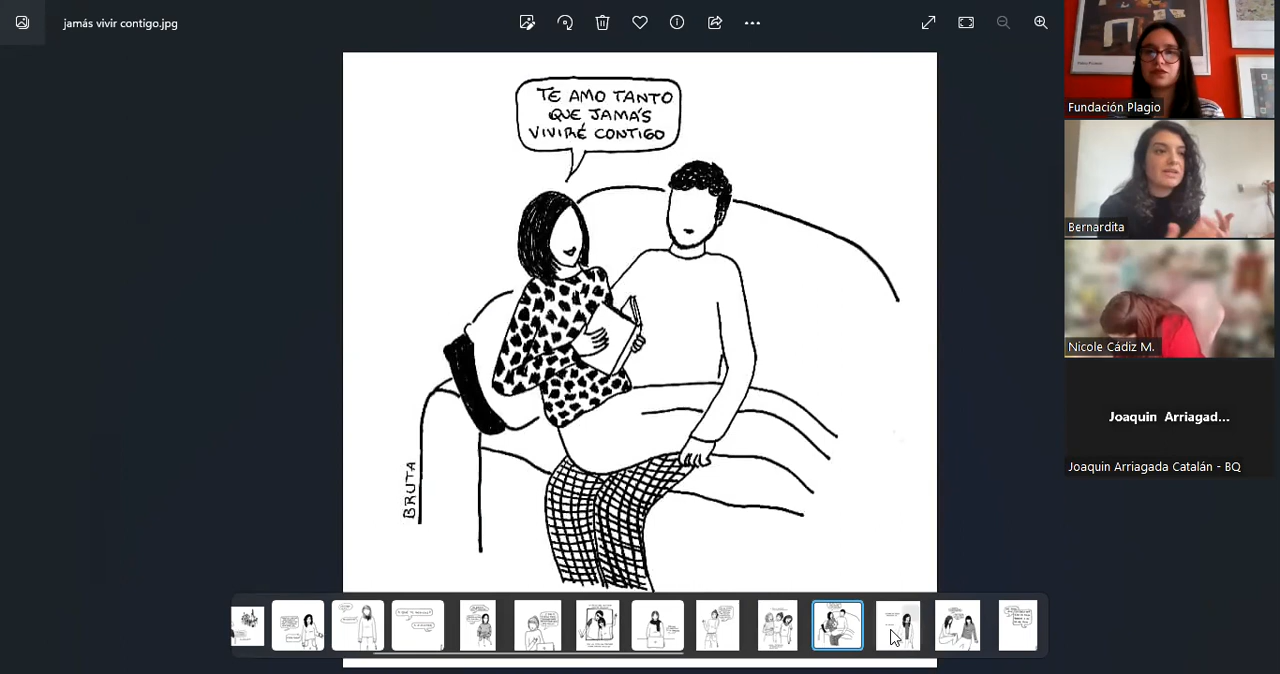 jamás vivir contigo.jpg
TE AMO TANTO
QUE JAMÁS
VIVIRÉ CONTIGO
BRUTA
Fundación Plagio
Bernardita
Nicole Cádiz M.
Joaquin Arriagad...
Joaquin Arriagada Catalán - BQ